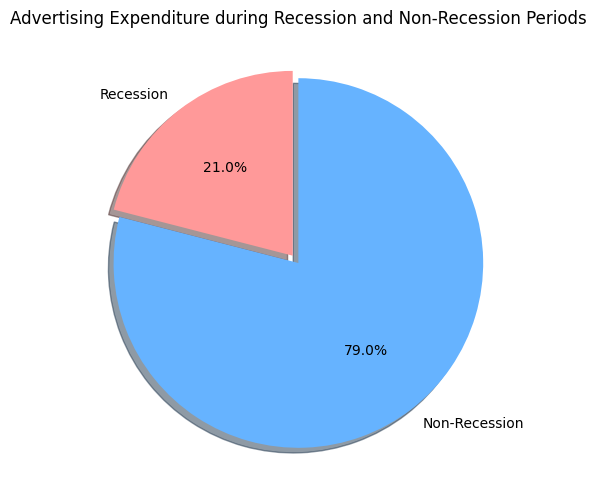 Advertising Expenditure during Recession and Non-Recession Periods
Recession
21.0%
79.0%
Non-Recession